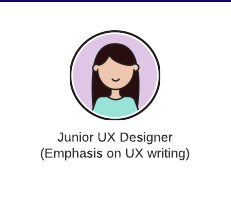 Junior UX Designer
(Emphasis on UX writing)